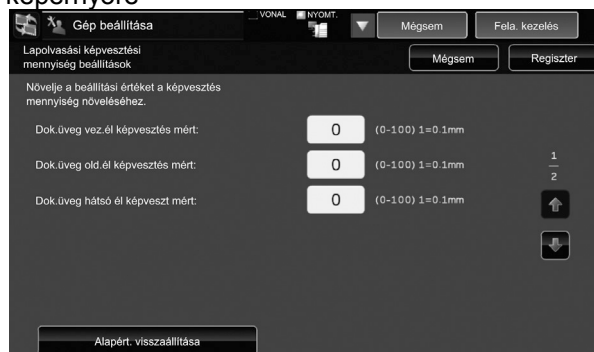 képernyőre
Gép beállítása
VONAL
NYOMT.
Mégsem
Fela. kezelés
Lapolvasási képvesztési
mennyiség beállítások
Mégsem
Regiszter
Növelje a beállítási értéket a képvesztés
mennyiség növeléséhez.
Dok.üveg vez.él képvesztés mért:
0
(0-100) 1=0.1mm
Dok.üveg old.él képvesztés mért:
0
(0-100) 1=0.1mm
Dok.üveg hátsó él képveszt mért:
0
(0-100) 1=0.1mm
1
2
Alapért. visszaállítása